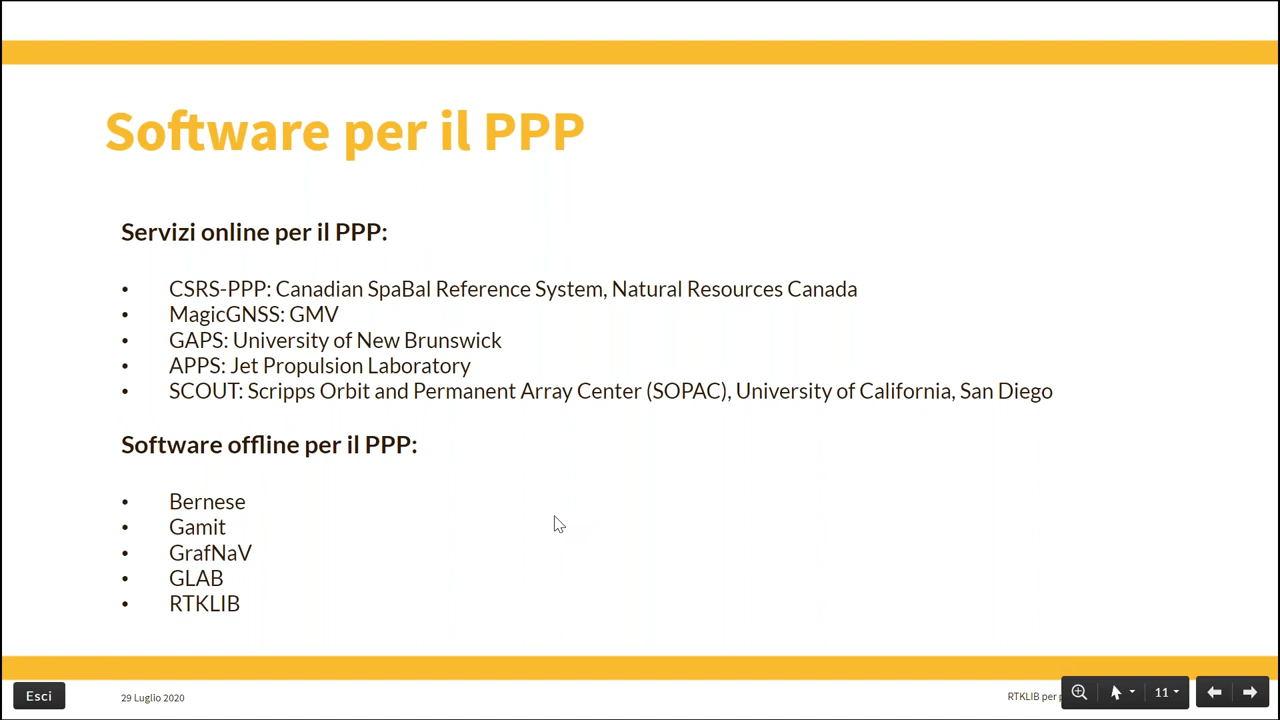 Software per il PPP
Servizi online per il PPP:
• CSRS-PPP: Canadian SpaBal Reference System, Natural Resources Canada
• MagicGNSS: GMV
• GAPS: University of New Brunswick
• APPS: Jet Propulsion Laboratory
• SCOUT: Scripps Orbit and Permanent Array Center (SOPAC), University of California, San Diego
Software offline per il PPP:
• Bernese
• Gamit
• GrafNaV
• GLAB
• RTKLIB
Esci
29 Luglio 2020
RTKLIB per
11